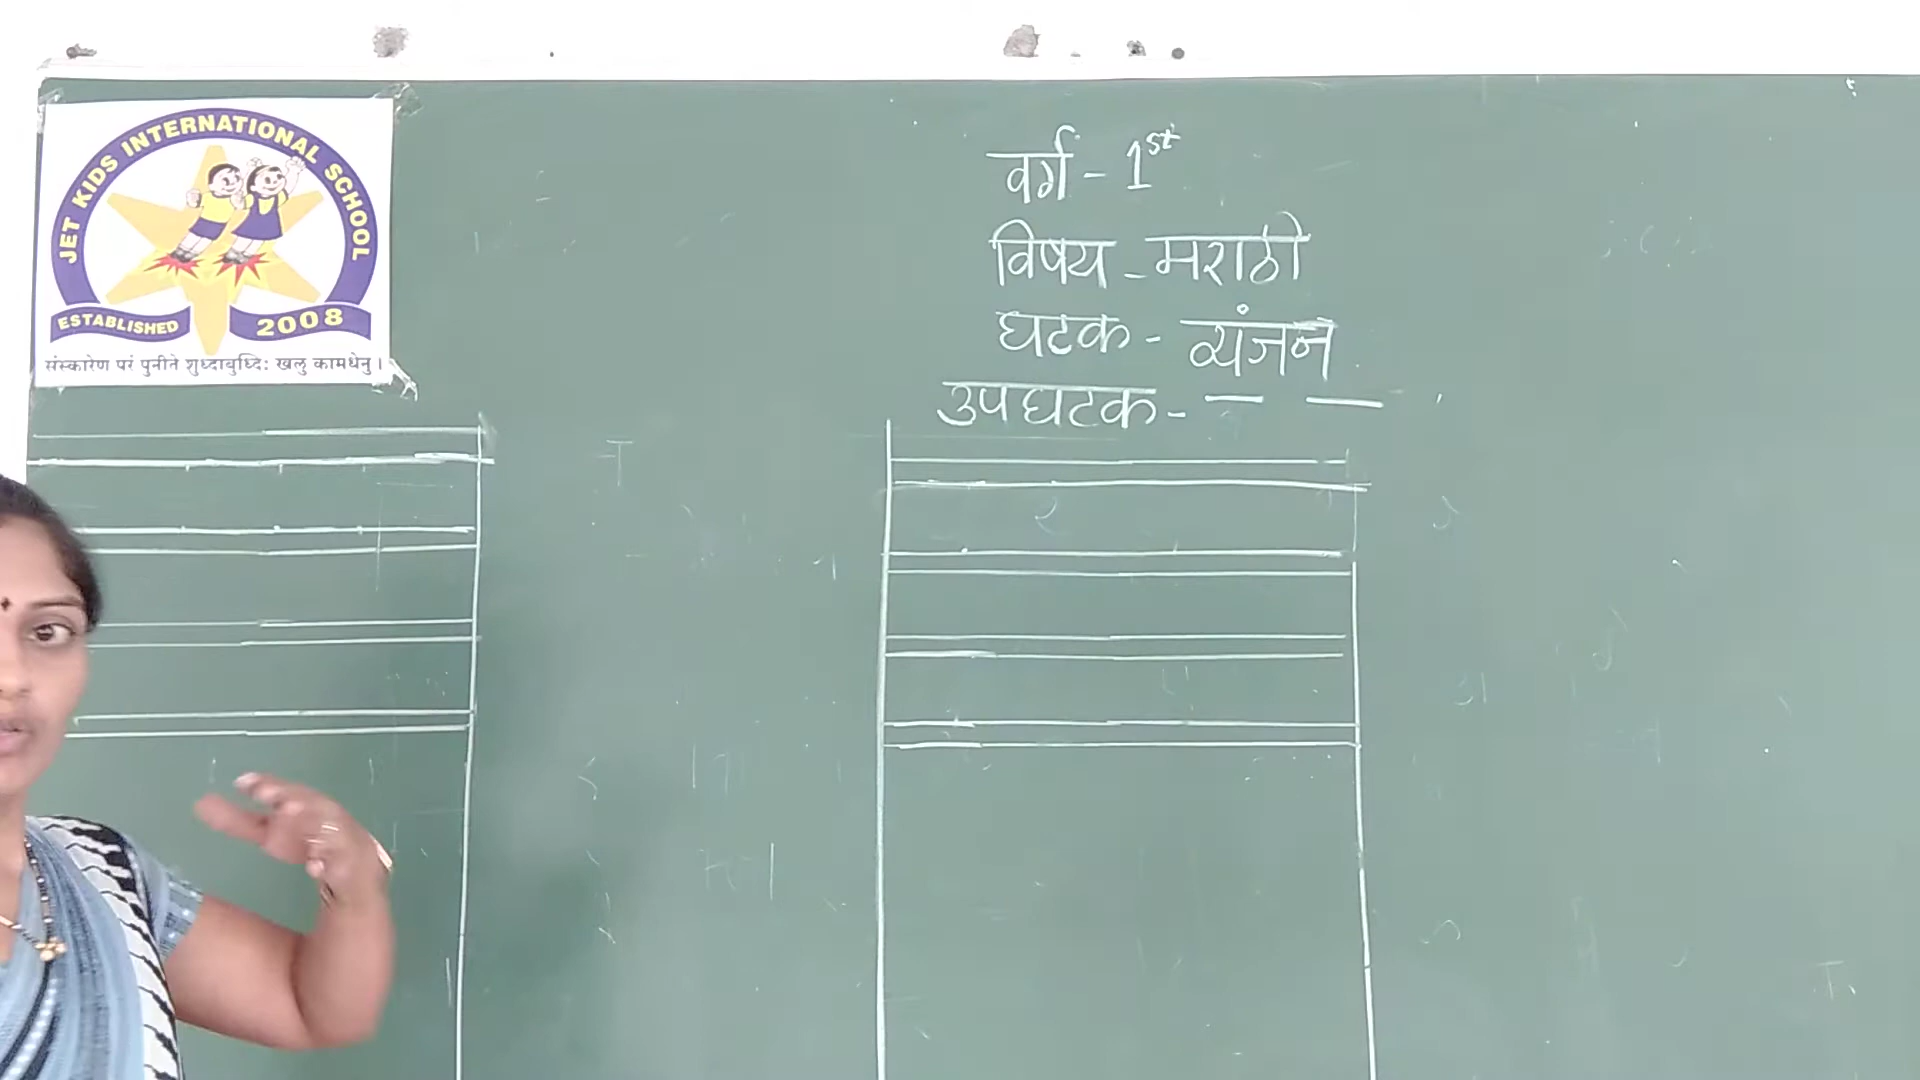 JET KIDS INTERNATIONAL SCHOOL
ESTABLISHED 2008
संस्कारेण परं पुनीते शुध्दाबुध्दि: खलु कामधेनु।
वर्ग - 1st
विषय - मराठी
घटक - व्यंजन
उपघटक - — —